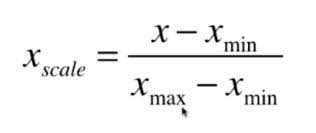 x_scale = (x − x_min) / (x_max − x_min)